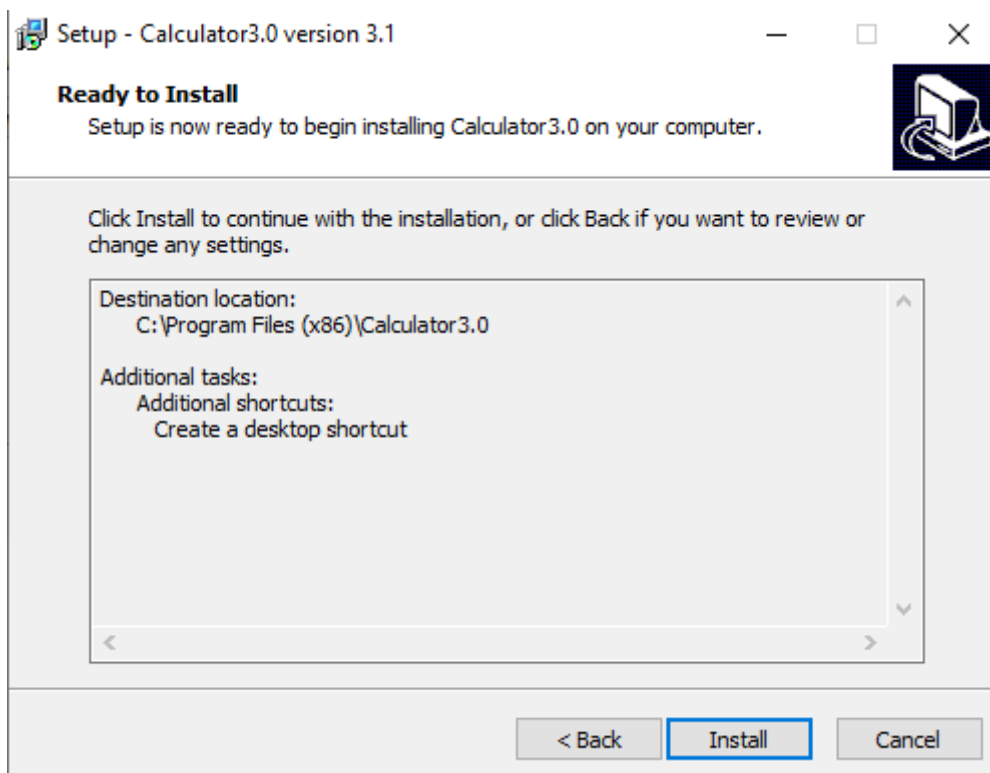 Setup - Calculator3.0 version 3.1
Ready to Install
Setup is now ready to begin installing Calculator3.0 on your computer.
Click Install to continue with the installation, or click Back if you want to review or
change any settings.
Destination location:
C:\Program Files (x86)\Calculator3.0
Additional tasks:
Additional shortcuts:
Create a desktop shortcut
< Back Install Cancel